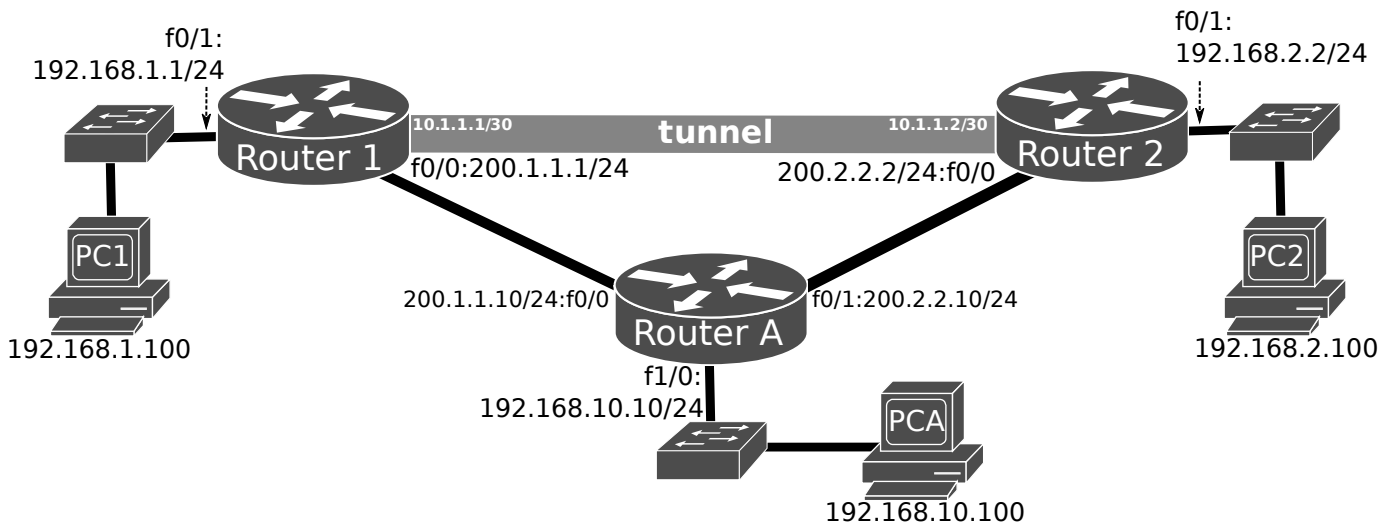 f0/1:
192.168.1.1/24
f0/1:
192.168.2.2/24
Router 1
10.1.1.1/30
tunnel
10.1.1.2/30
Router 2
f0/0:200.1.1.1/24
200.2.2.2/24:f0/0
PC1
192.168.1.100
PC2
192.168.2.100
200.1.1.10/24:f0/0
f0/1:200.2.2.10/24
Router A
f1/0:
192.168.10.10/24
PCA
192.168.10.100